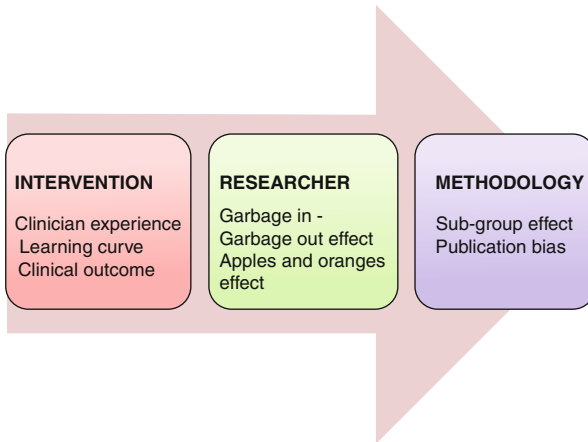 INTERVENTION
Clinician experience
Learning curve
Clinical outcome
RESEARCHER
Garbage in -
Garbage out effect
Apples and oranges
effect
METHODOLOGY
Sub-group effect
Publication bias